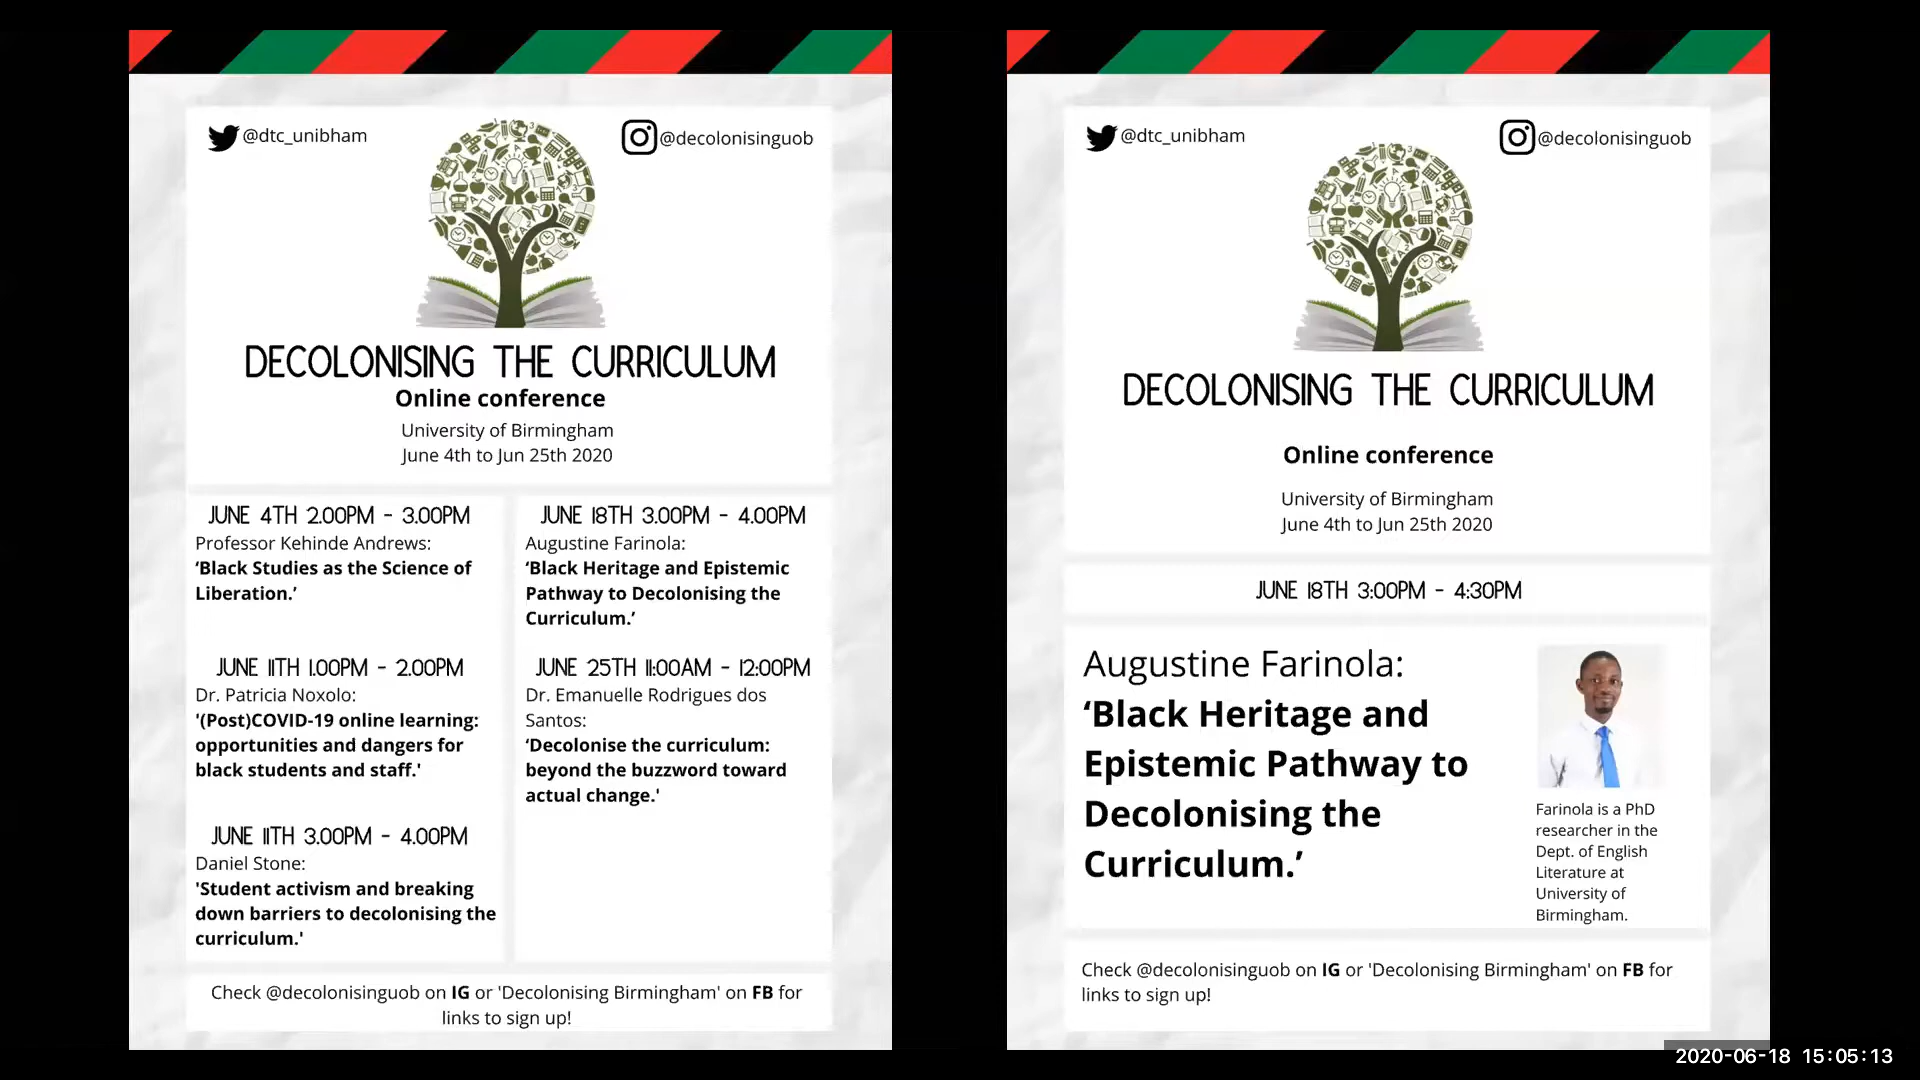 @dtc_unibham
@decolonisinguob
DECOLONISING THE CURRICULUM
Online conference
University of Birmingham
June 4th to Jun 25th 2020
JUNE 4TH 2.00PM - 3.00PM
Professor Kehinde Andrews:
‘Black Studies as the Science of
Liberation.’
JUNE 11TH 1.00PM - 2.00PM
Dr. Patricia Noxolo:
'(Post)COVID-19 online learning:
opportunities and dangers for
black students and staff.'
JUNE 11TH 3.00PM - 4.00PM
Daniel Stone:
'Student activism and breaking
down barriers to decolonising the
curriculum.'
JUNE 18TH 3.00PM - 4.00PM
Augustine Farinola:
‘Black Heritage and Epistemic
Pathway to Decolonising the
Curriculum.’
JUNE 25TH 11:00AM - 12:00PM
Dr. Emanuelle Rodrigues dos
Santos:
‘Decolonise the curriculum:
beyond the buzzword toward
actual change.'
Check @decolonisinguob on IG or 'Decolonising Birmingham' on FB for
links to sign up!
@dtc_unibham
@decolonisinguob
DECOLONISING THE CURRICULUM
Online conference
University of Birmingham
June 4th to Jun 25th 2020
JUNE 18TH 3:00PM - 4:30PM
Augustine Farinola:
‘Black Heritage and
Epistemic Pathway to
Decolonising the
Curriculum.’
Farinola is a PhD
researcher in the
Dept. of English
Literature at
University of
Birmingham.
Check @decolonisinguob on IG or 'Decolonising Birmingham' on FB for
links to sign up!
2020-06-18 15:05:13